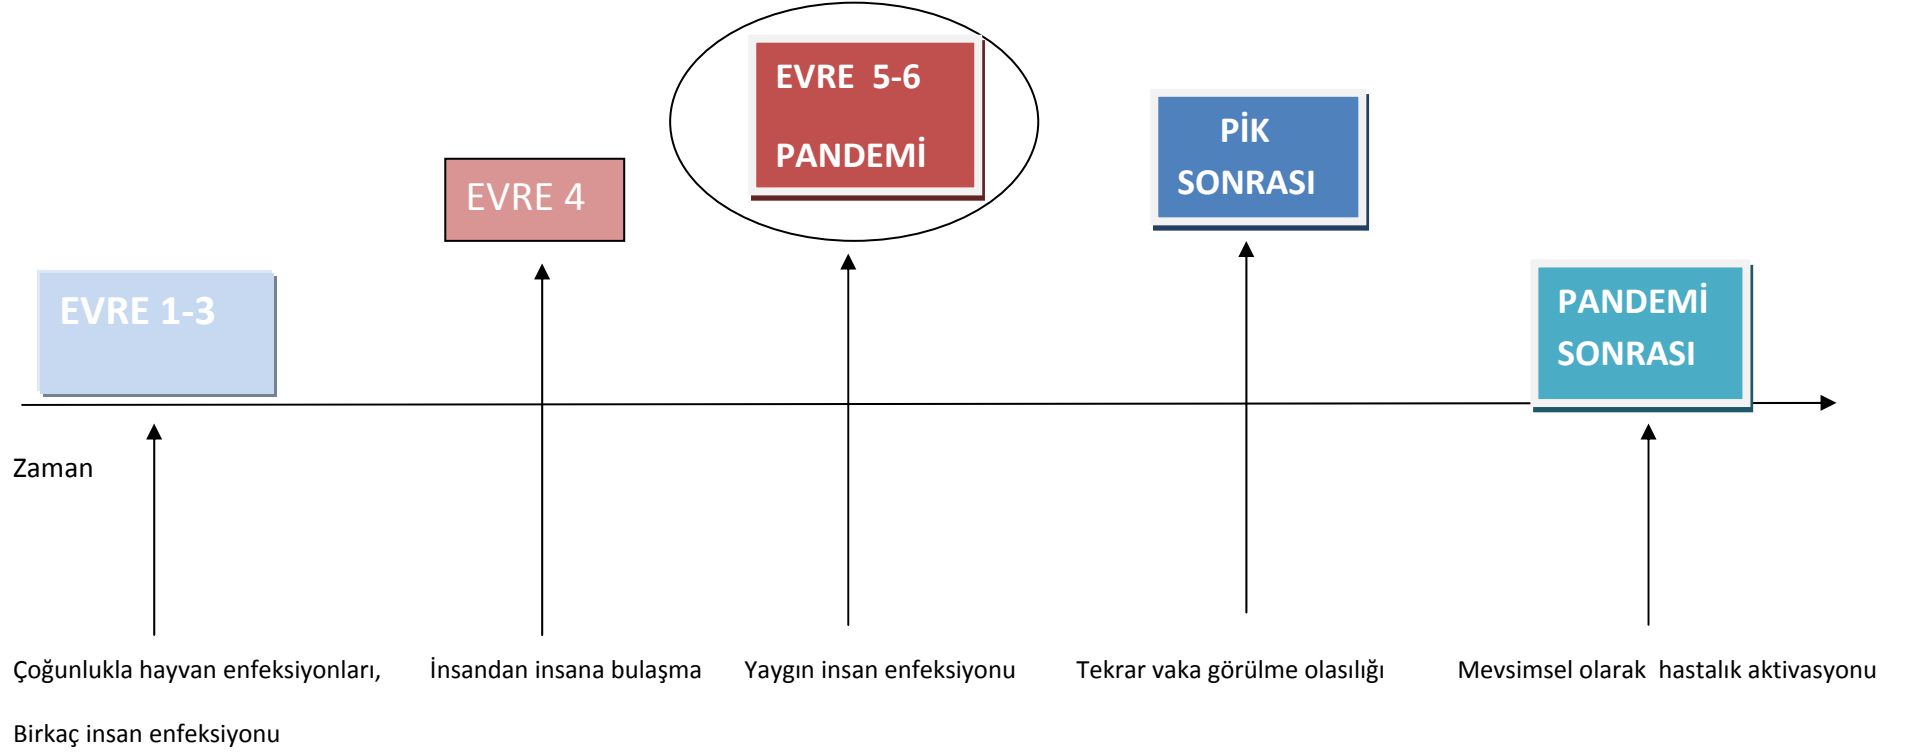 EVRE 5-6
PANDEMİ
PİK
SONRASI
EVRE 4
EVRE 1-3
PANDEMİ
SONRASI
Zaman
Çoğunlukla hayvan enfeksiyonları,
Birkaç insan enfeksiyonu
İnsandan insana bulaşma
Yaygın insan enfeksiyonu
Tekrar vaka görülme olasılığı
Mevsimsel olarak hastalık aktivasyonu